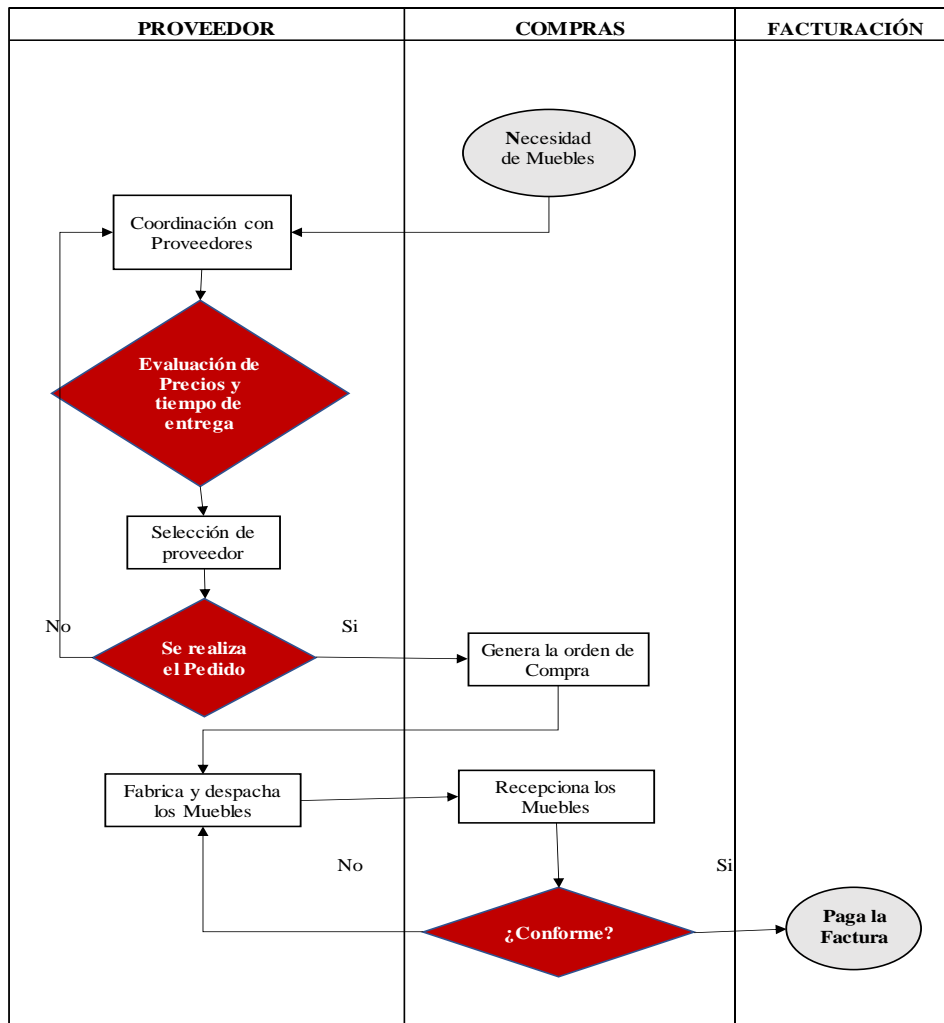 PROVEEDOR
COMPRAS
FACTURACIÓN
Necesidad
de Muebles
Coordinación con
Proveedores
Evaluación de
Precios y
tiempo de
entrega
Selección de
proveedor
No
Si
Se realiza
el Pedido
Genera la orden de
Compra
Fabrica y despacha
los Muebles
Recepciona los
Muebles
No
Si
¿Conforme?
Paga la
Factura